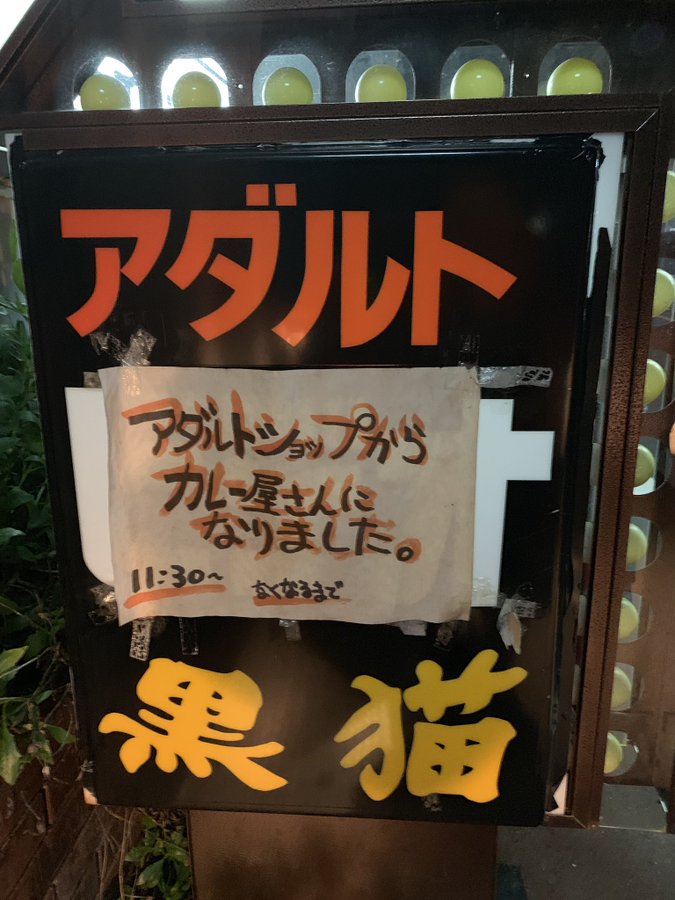 アダルト
アダルトショップから
カレー屋さんに
なりました。
11:30~ なくなるまで
黒猫